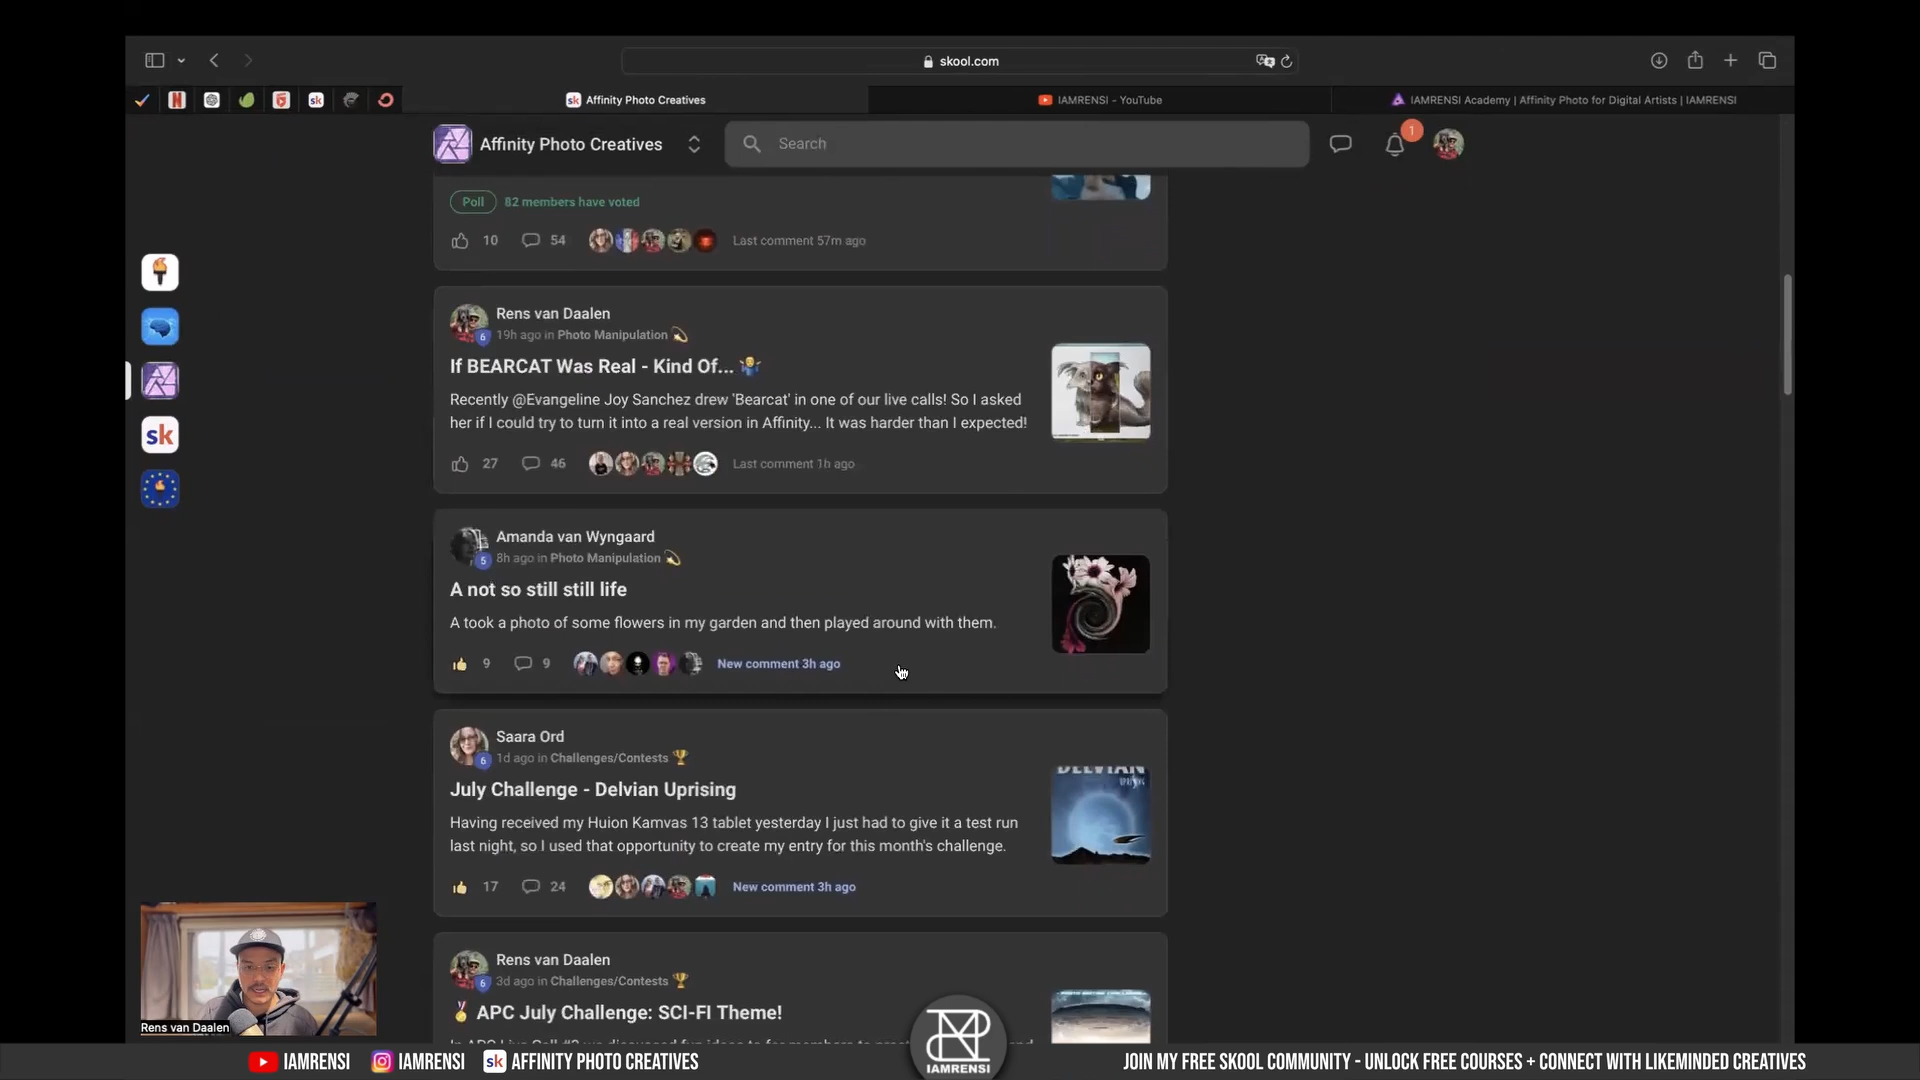 skool.com
Affinity Photo Creatives
IAMRENSI - YouTube
IAMRENSI Academy | Affinity Photo for Digital Artists | IAMRENSI
Affinity Photo Creatives
Search
1
Poll 82 members have voted
10 54 Last comment 57m ago
Rens van Daalen
6 19h ago in Photo Manipulation
If BEARCAT Was Real - Kind Of...
Recently @Evangeline Joy Sanchez drew 'Bearcat' in one of our live calls! So I asked
her if I could try to turn it into a real version in Affinity... It was harder than I expected!
27 46 Last comment 1h ago
sk
Amanda van Wyngaard
5 8h ago in Photo Manipulation
A not so still still life
A took a photo of some flowers in my garden and then played around with them.
9 9 New comment 3h ago
Saara Ord
6 1d ago in Challenges/Contests
July Challenge - Delvian Uprising
DELVIAN
Having received my Huion Kamvas 13 tablet yesterday I just had to give it a test run
last night, so I used that opportunity to create my entry for this month's challenge.
17 24 New comment 3h ago
Rens van Daalen
6 3d ago in Challenges/Contests
APC July Challenge: SCI-FI Theme!
Rens van Daalen
IAMRENSI IAMRENSI sk AFFINITY PHOTO CREATIVES
IAMRENSI
JOIN MY FREE SKOOL COMMUNITY - UNLOCK FREE COURSES + CONNECT WITH LIKEMINDED CREATIVES